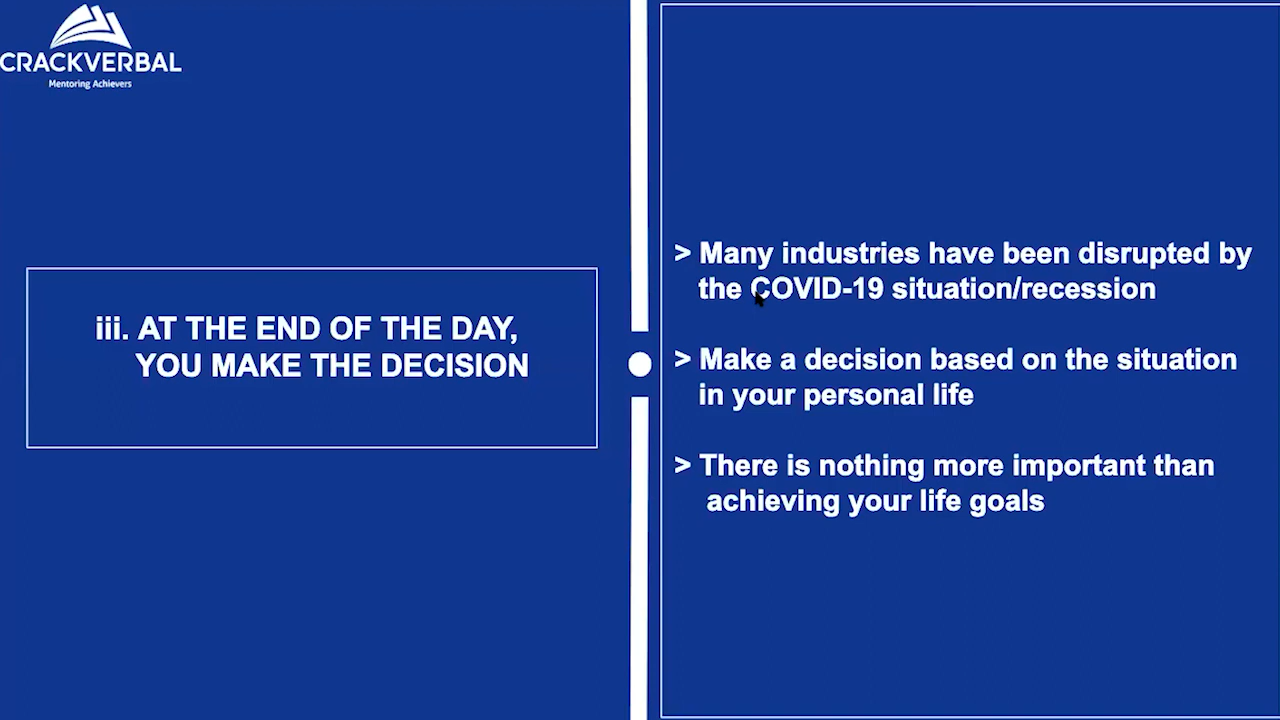 CRACKVERBAL
Mentoring Achievers
iii. AT THE END OF THE DAY,
YOU MAKE THE DECISION
> Many industries have been disrupted by
the COVID-19 situation/recession
> Make a decision based on the situation
in your personal life
> There is nothing more important than
achieving your life goals